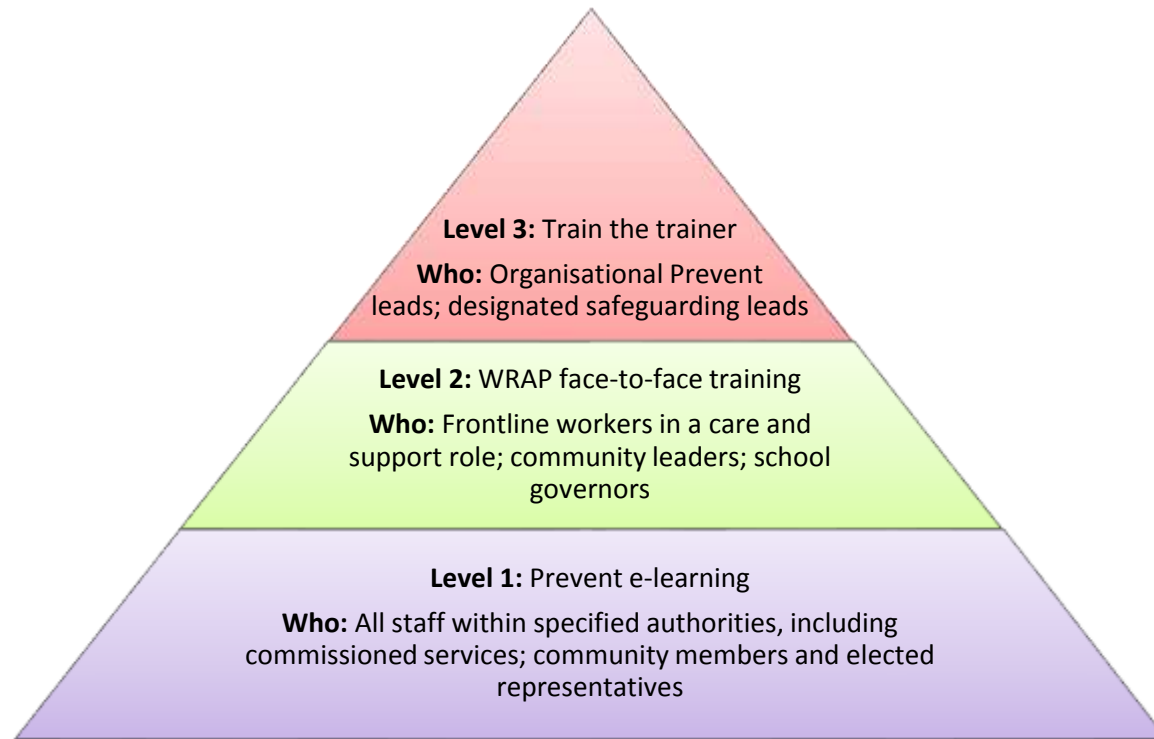 Level 3: Train the trainer
Who: Organisational Prevent
leads; designated safeguarding leads
Level 2: WRAP face-to-face training
Who: Frontline workers in a care and
support role; community leaders; school
governors
Level 1: Prevent e-learning
Who: All staff within specified authorities, including
commissioned services; community members and elected
representatives